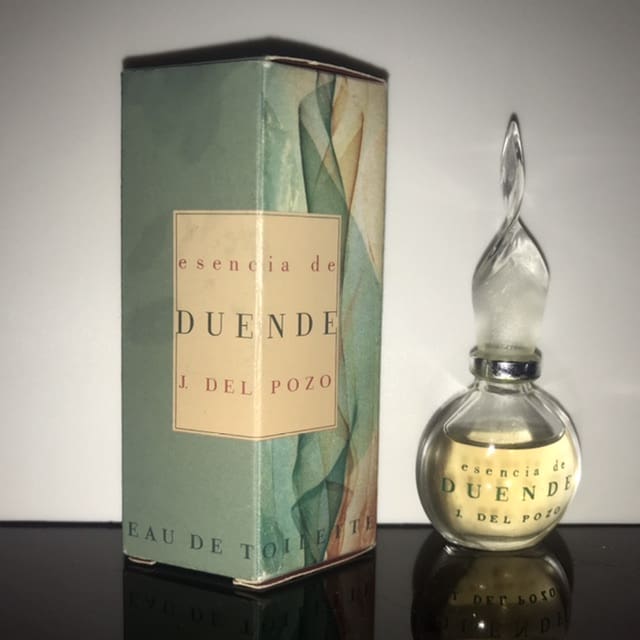 esencia de
DUENDE
J. DEL POZO
EAU DE TOILETTE
esencia de
DUENDE
J. DEL POZO